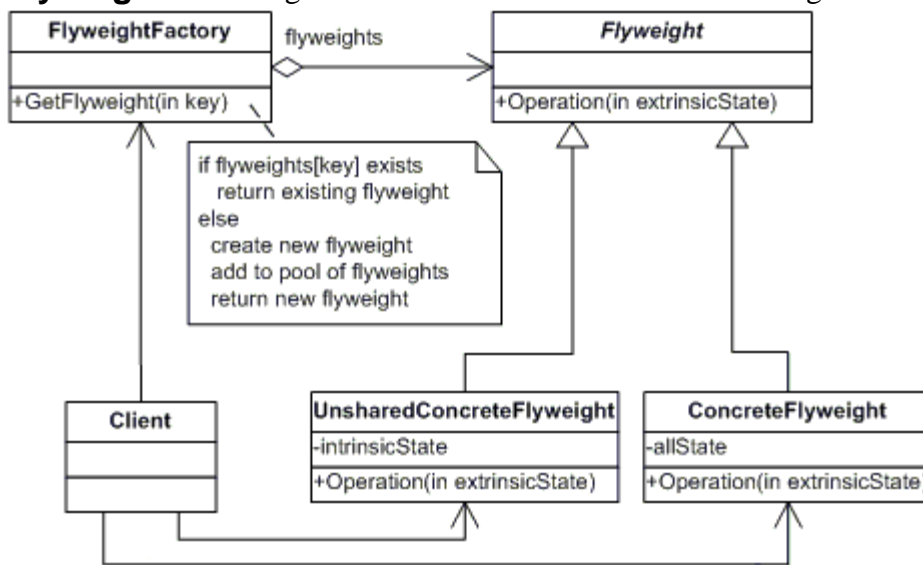 FlyweightFactory
flyweights
Flyweight
+GetFlyweight(in key)
+Operation(in extrinsicState)
if flyweights[key] exists
return existing flyweight
else
create new flyweight
add to pool of flyweights
return new flyweight
Client
UnsharedConcreteFlyweight
-intrinsicState
+Operation(in extrinsicState)
ConcreteFlyweight
-allState
+Operation(in extrinsicState)